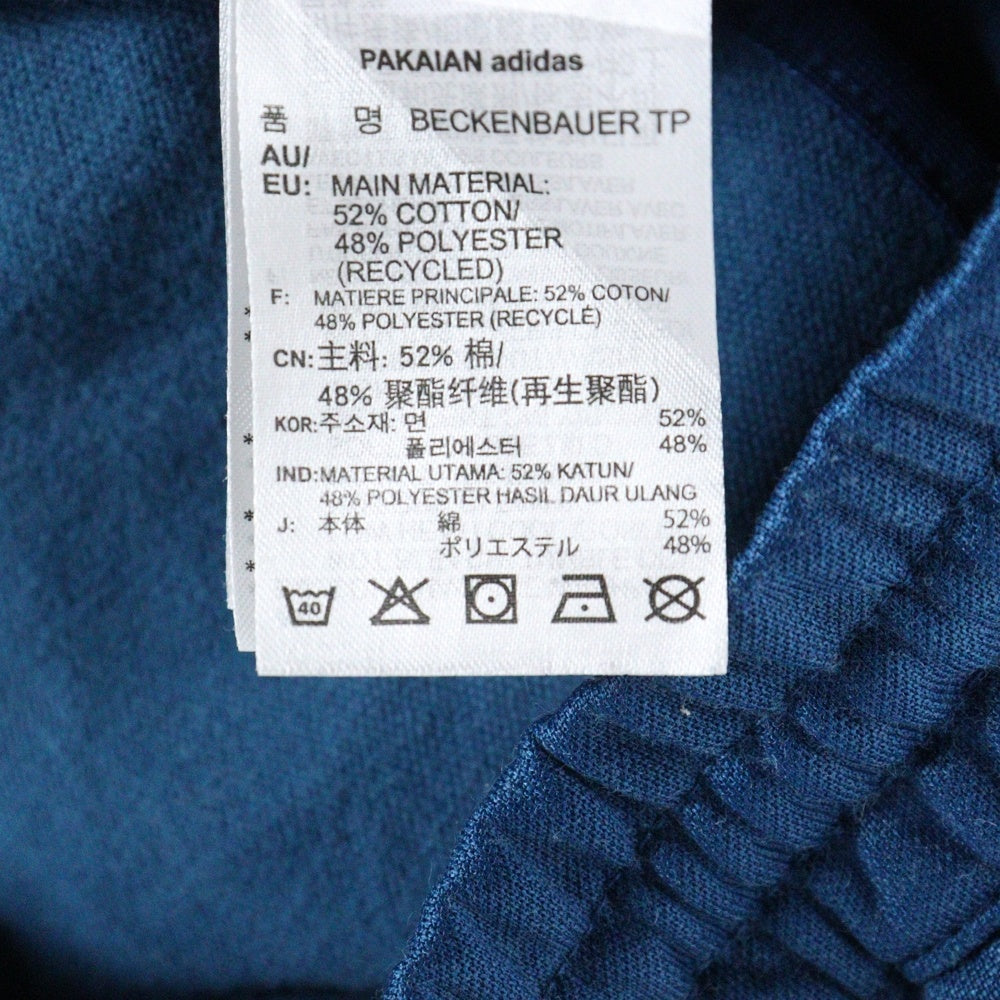 PAKAIAN adidas
품 명 BECKENBAUER TP
AU/
EU: MAIN MATERIAL:
52% COTTON/
48% POLYESTER
(RECYCLED)
F: MATIERE PRINCIPALE: 52% COTON/
48% POLYESTER (RECYCLÉ)
CN: 主料: 52% 棉/
48% 聚酯纤维(再生聚酯)
KOR: 주소재: 면 52%
폴리에스터 48%
IND: MATERIAL UTAMA: 52% KATUN/
48% POLYESTER HASIL DAUR ULANG
J: 本体 綿 52%
ポリエステル 48%
40